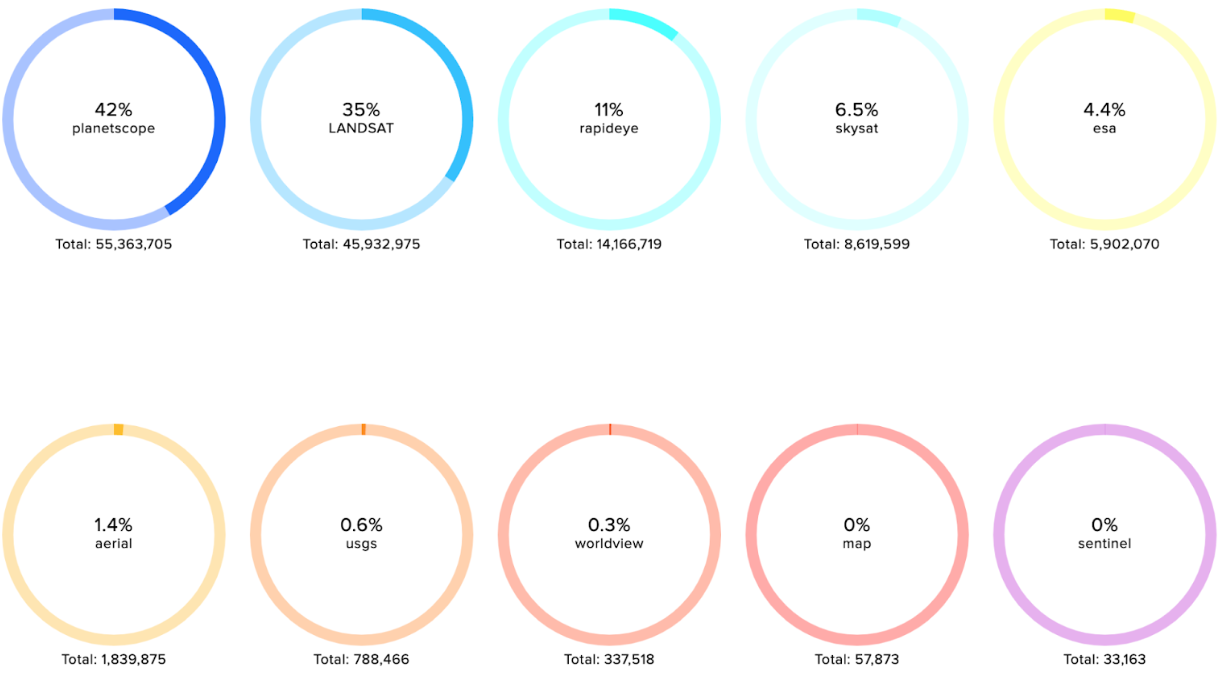 42%
planetscope
Total: 55,363,705
35%
LANDSAT
Total: 45,932,975
11%
rapideye
Total: 14,166,719
6.5%
skysat
Total: 8,619,599
4.4%
esa
Total: 5,902,070
1.4%
aerial
Total: 1,839,875
0.6%
usgs
Total: 788,466
0.3%
worldview
Total: 337,518
0%
map
Total: 57,873
0%
sentinel
Total: 33,163